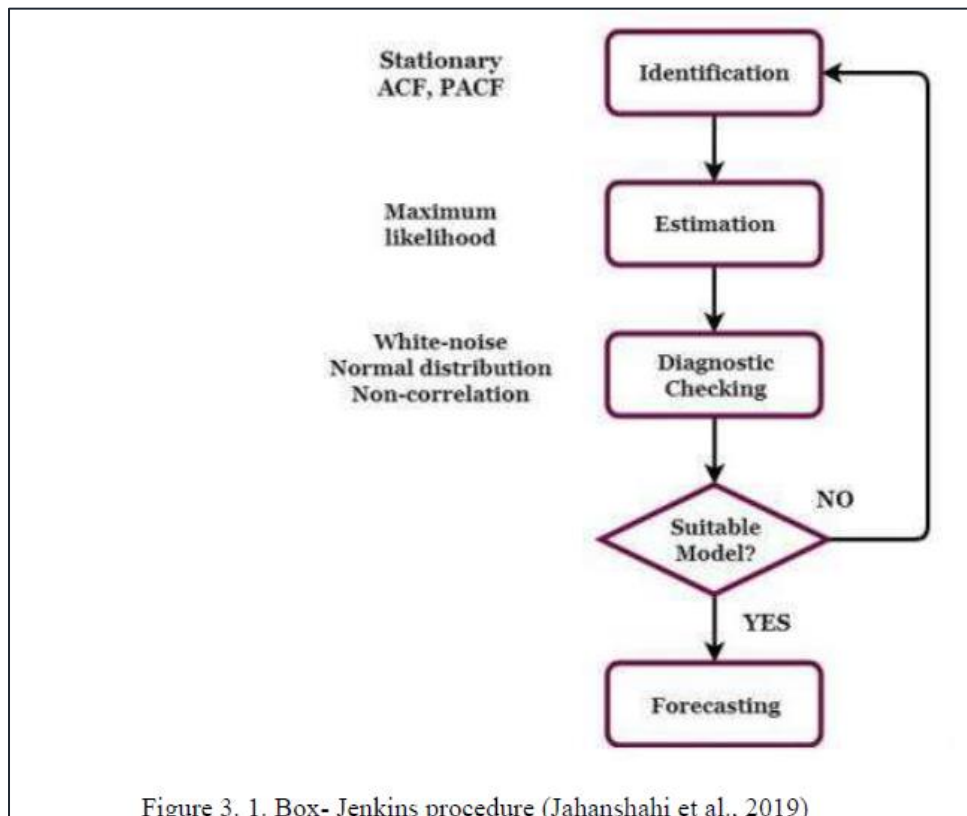 Stationary
ACF, PACF
Identification
Maximum
likelihood
Estimation
White-noise
Normal distribution
Non-correlation
Diagnostic
Checking
Suitable
Model?
NO
YES
Forecasting
Figure 3. 1. Box- Jenkins procedure (Jahanshahi et al., 2019)